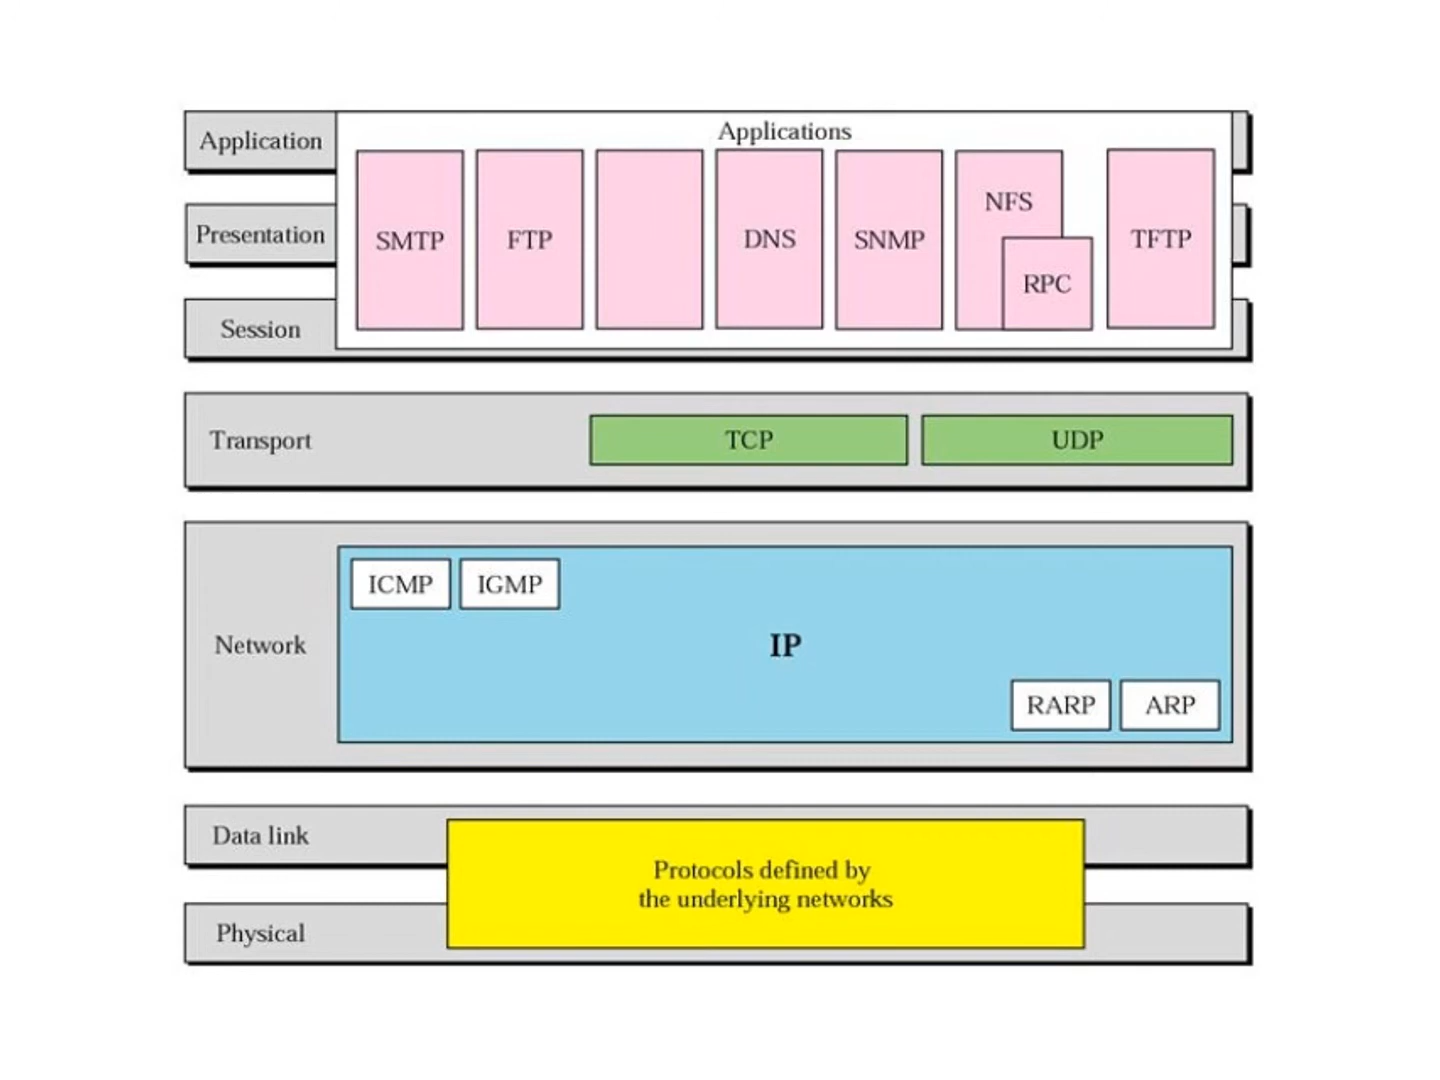 Application
Applications
Presentation
SMTP
FTP
DNS
SNMP
NFS
RPC
TFTP
Session
Transport
TCP
UDP
Network
ICMP
IGMP
IP
RARP
ARP
Data link
Protocols defined by
the underlying networks
Physical